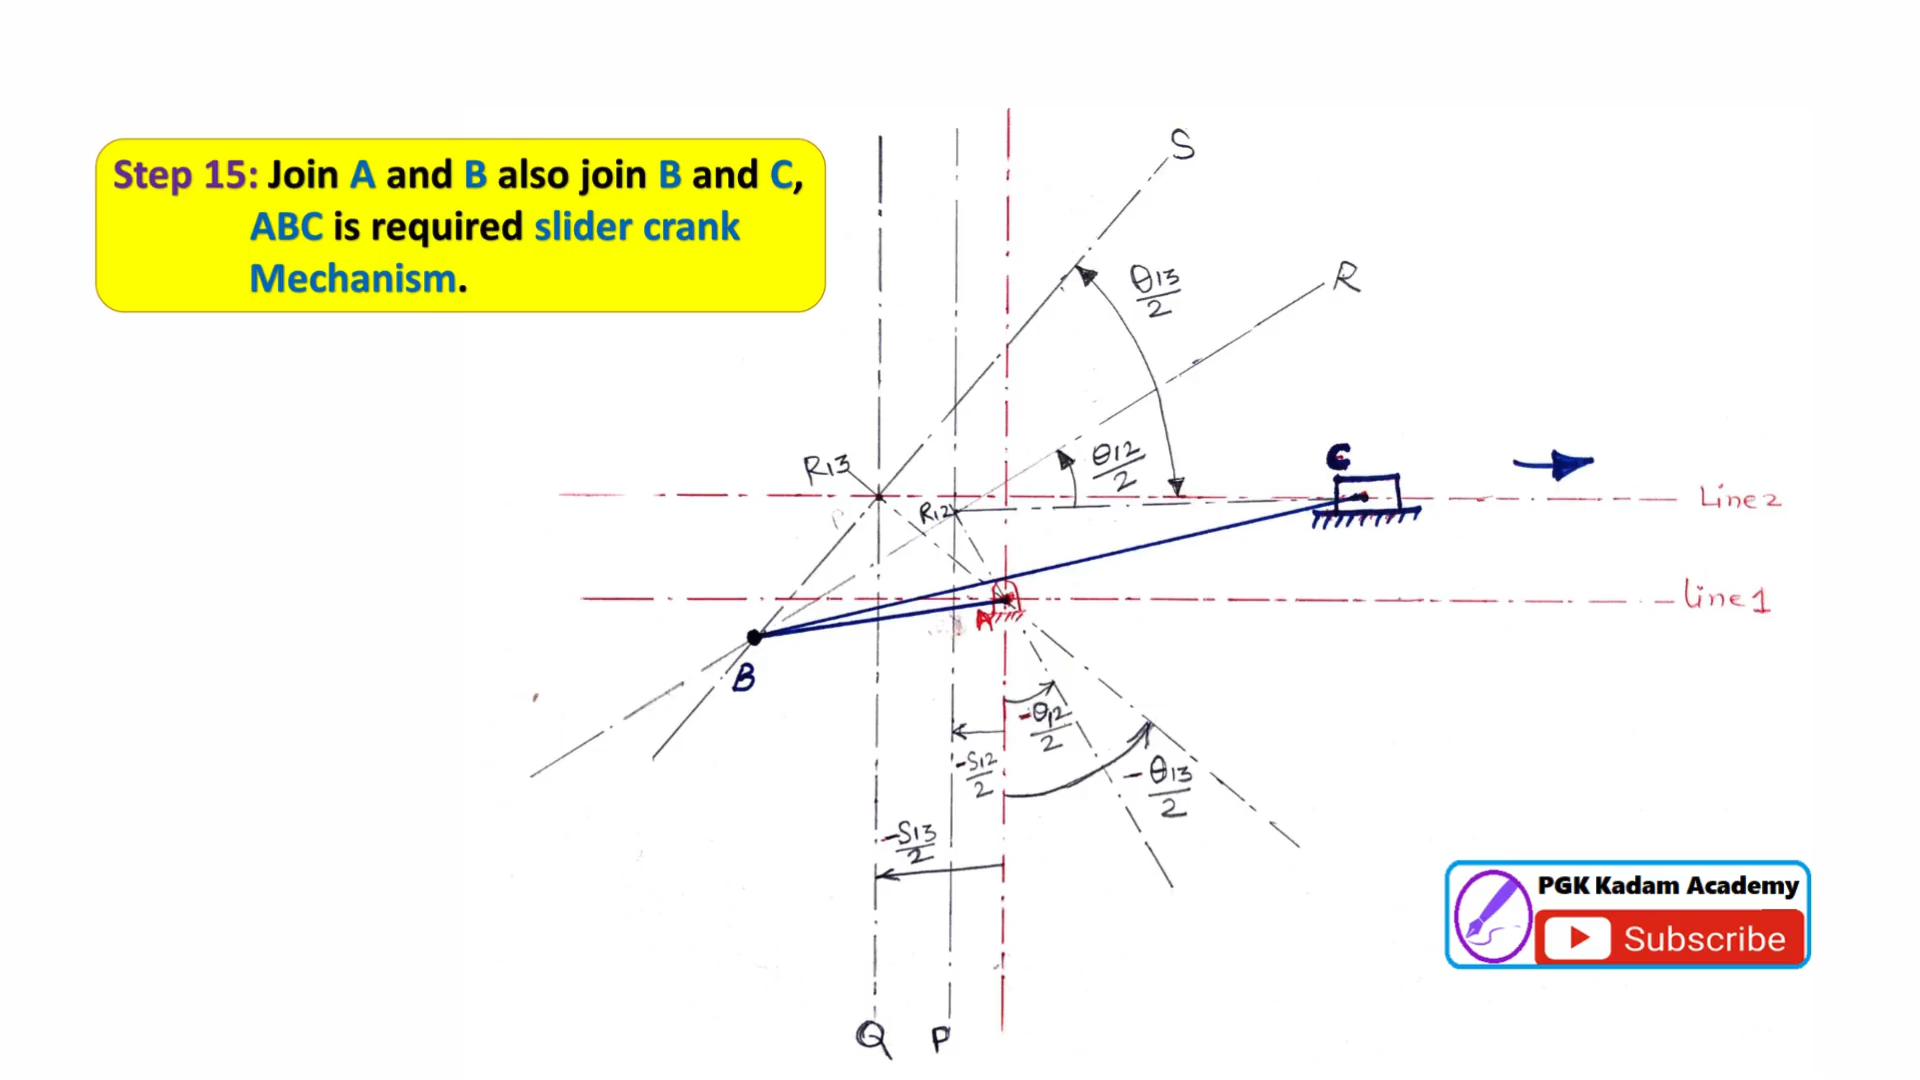 Step 15: Join A and B also join B and C,
ABC is required slider crank
Mechanism.
S
R
θ13
2
θ12
2
C
R13
R12
Line 2
A
Line 1
B
-θ12
2
-S12
2
-θ13
2
-S13
2
Q
P
PGK Kadam Academy
Subscribe